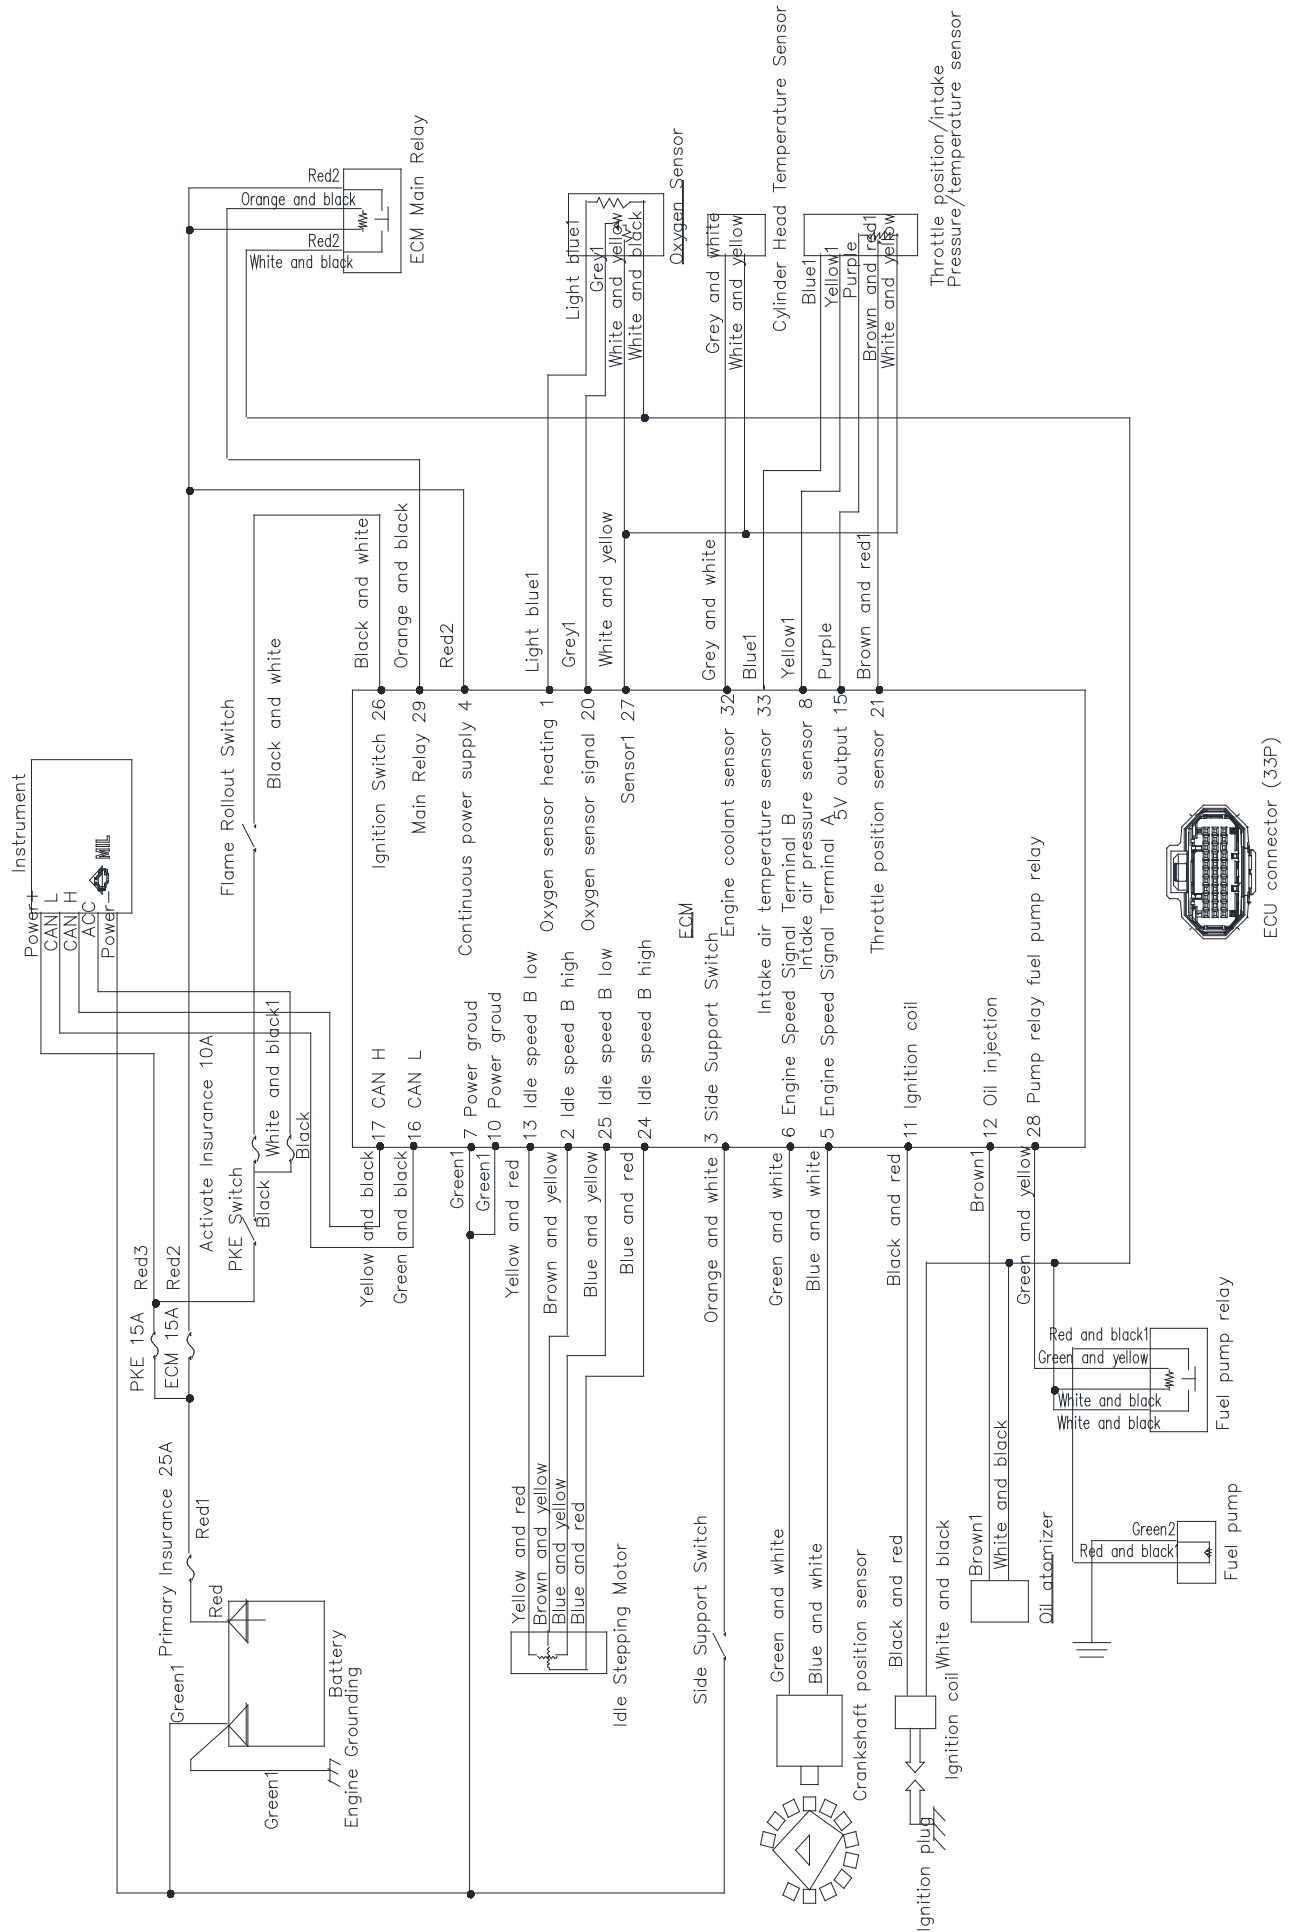 Instrument
Power+
CAN L
CAN H
ACC
Power-
MIL
Flame Rollout Switch
Black and white
Red2
Orange and black
Red2
White and black
ECM Main Relay
Light blue1
Grey1
White and yellow
White and black
Oxygen Sensor
Grey and white
White and yellow
Cylinder Head Temperature Sensor
Blue1
Yellow1
Purple
Brown and red1
White and yellow
Throttle position/intake
Pressure/temperature sensor
Black and white
Orange and black
Red2
Light blue1
Grey1
White and yellow
Grey and white
Blue1
Yellow1
Purple
Brown and red1
Ignition Switch 26
Main Relay 29
Continuous power supply 4
Oxygen sensor heating 1
Oxygen sensor signal 20
Sensor1 27
ECM
Engine coolant sensor 32
Intake air temperature sensor 33
Intake air pressure sensor 8
5V output 15
Throttle position sensor 21
17 CAN H
16 CAN L
7 Power groud
10 Power groud
13 Idle speed B low
2 Idle speed B high
25 Idle speed B low
24 Idle speed B high
3 Side Support Switch
6 Engine Speed Signal Terminal B
5 Engine Speed Signal Terminal A
11 Ignition coil
12 Oil injection
28 Pump relay fuel pump relay
Activate Insurance 10A
White and black1
Black
PKE Switch
Black
Red3
Red2
PKE 15A
ECM 15A
Primary Insurance 25A
Red1
Red
Green1
Battery
Engine Grounding
Green1
Yellow and black
Green and black
Green1
Green1
Yellow and red
Brown and yellow
Blue and yellow
Blue and red
Orange and white
Green and white
Blue and white
Black and red
Brown1
Green and yellow
Yellow and red
Brown and yellow
Blue and yellow
Blue and red
Idle Stepping Motor
Side Support Switch
Green and white
Blue and white
Green and white
Blue and white
Crankshaft position sensor
Black and red
White and black
Black and red
Ignition coil
Ignition plug
Brown1
White and black
Oil atomizer
Red and black1
Green and yellow
White and black
White and black
Fuel pump relay
Green2
Red and black1
Fuel pump
ECU connector (33P)